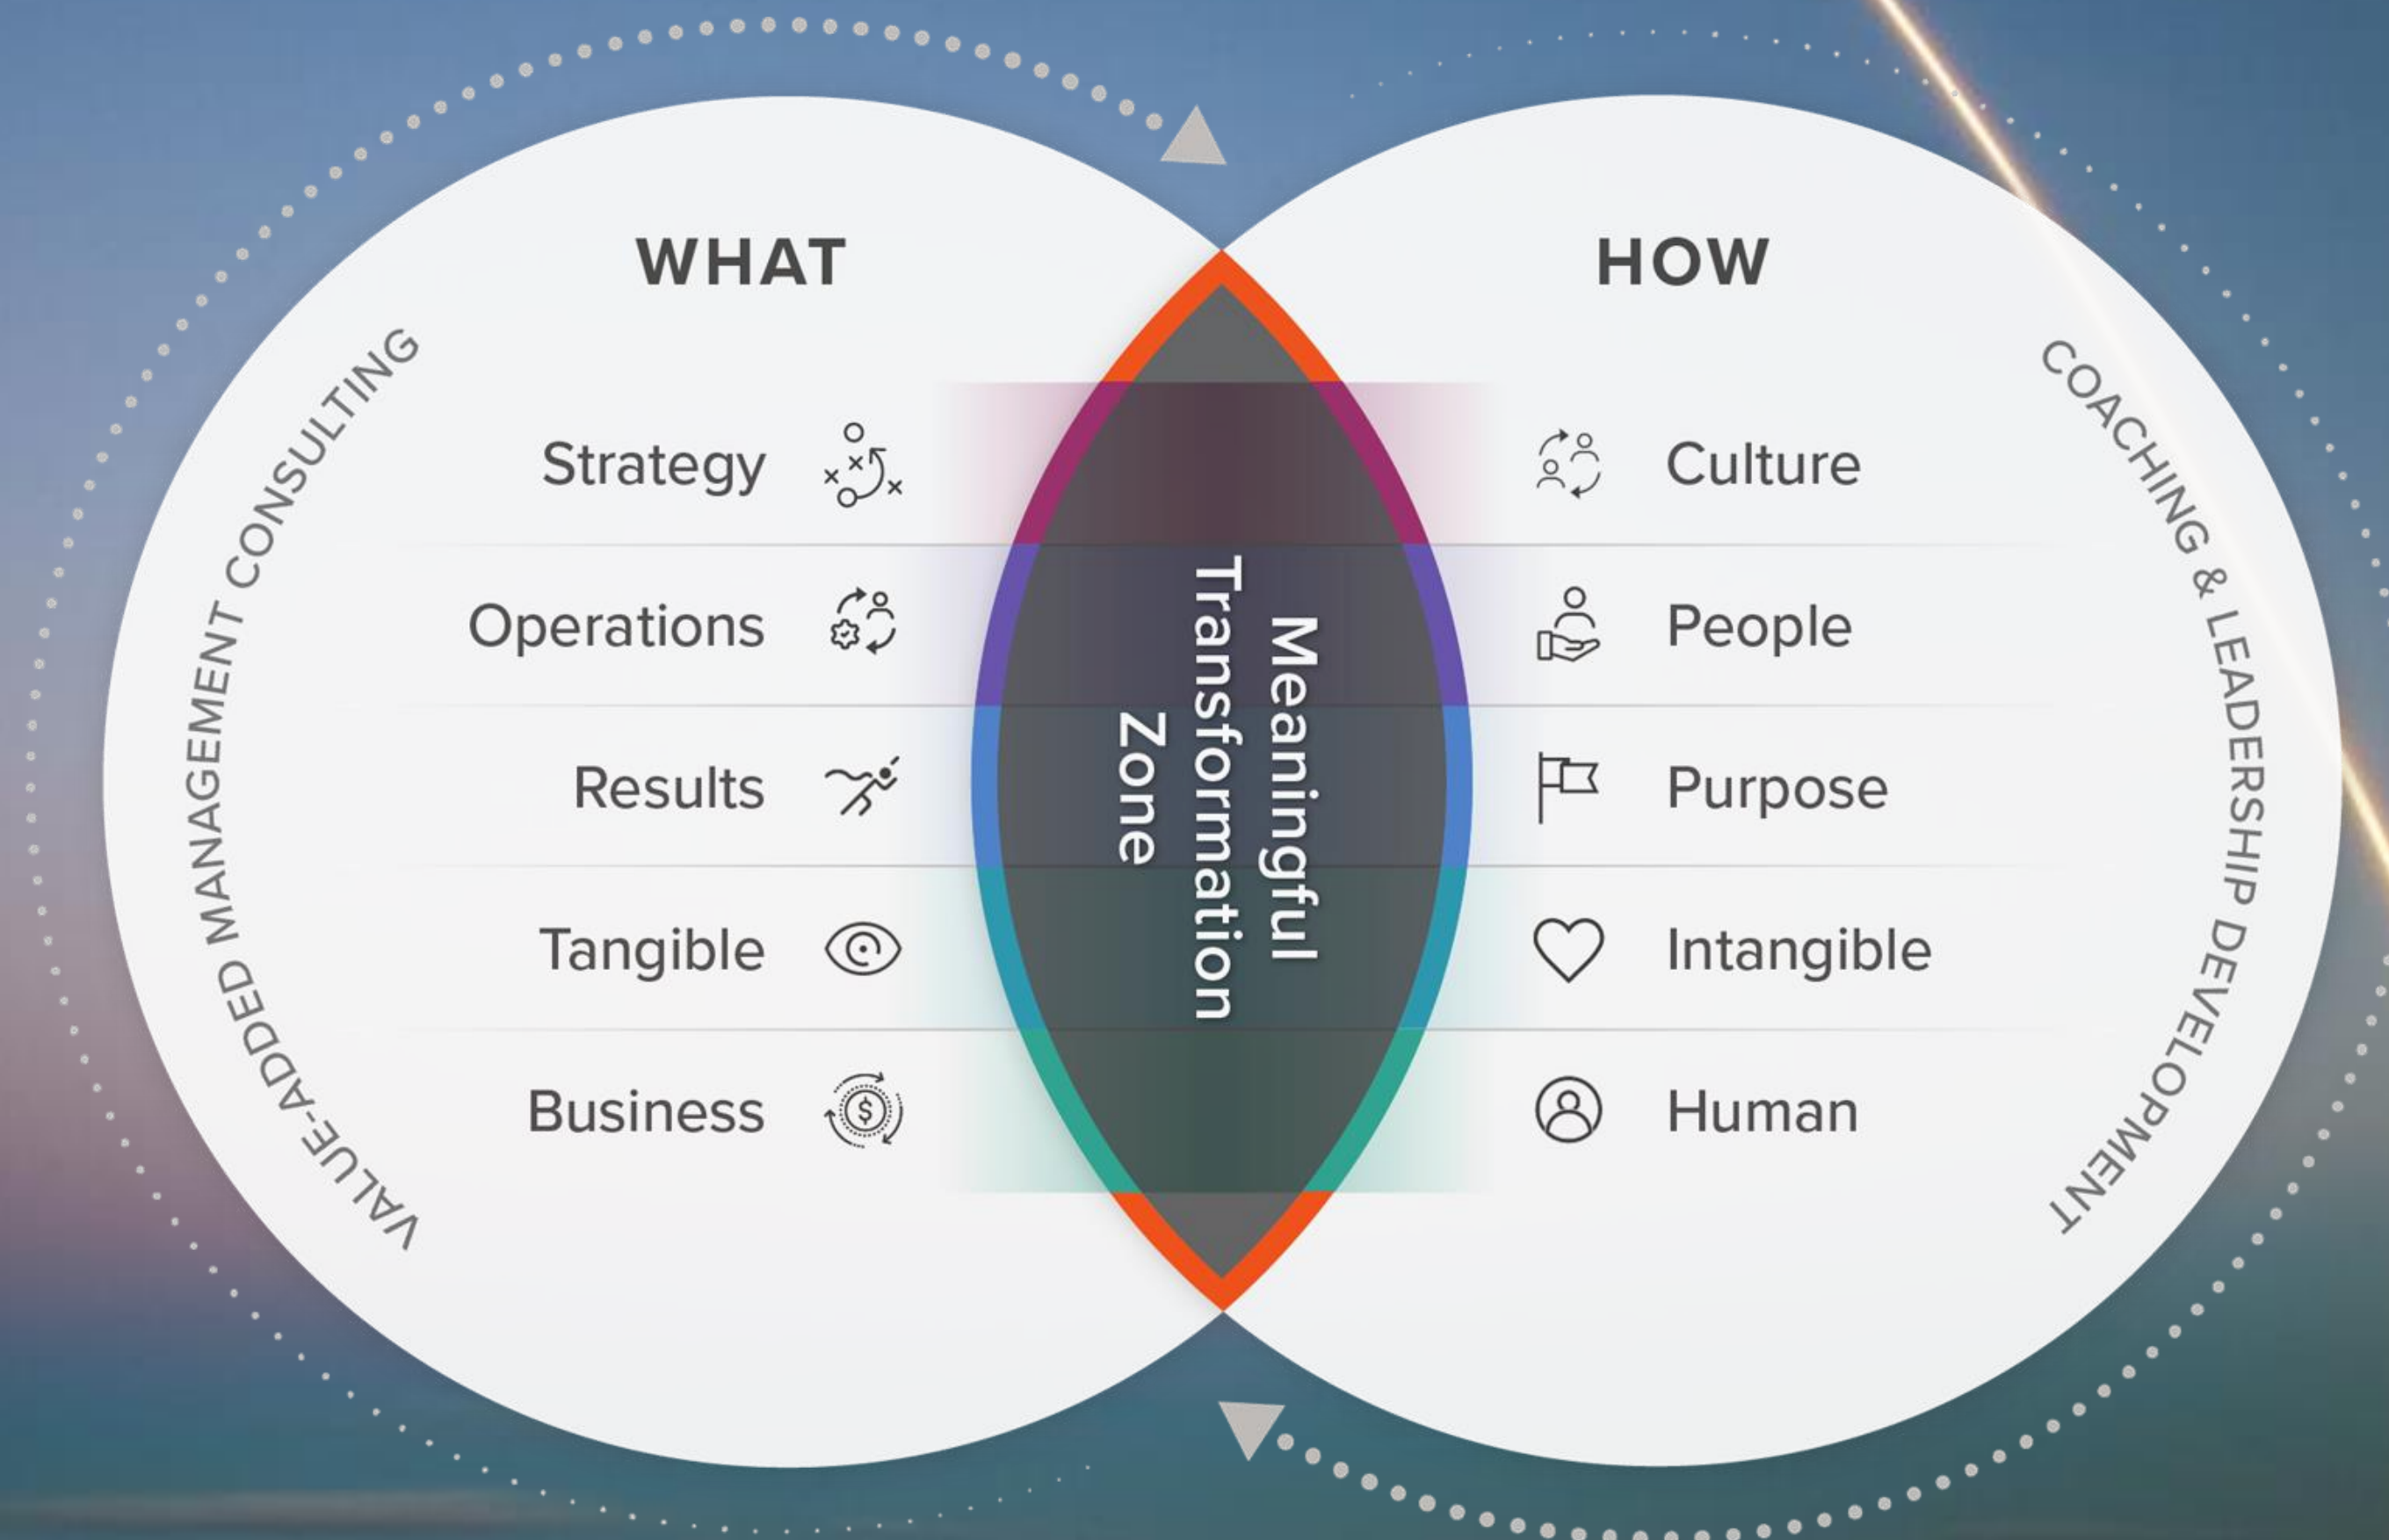 WHAT
VALUE-ADDED MANAGEMENT CONSULTING
Strategy
Operations
Results
Tangible
Business
$
Meaningful
Transformation
Zone
HOW
Culture
People
Purpose
Intangible
Human
COACHING & LEADERSHIP DEVELOPMENT